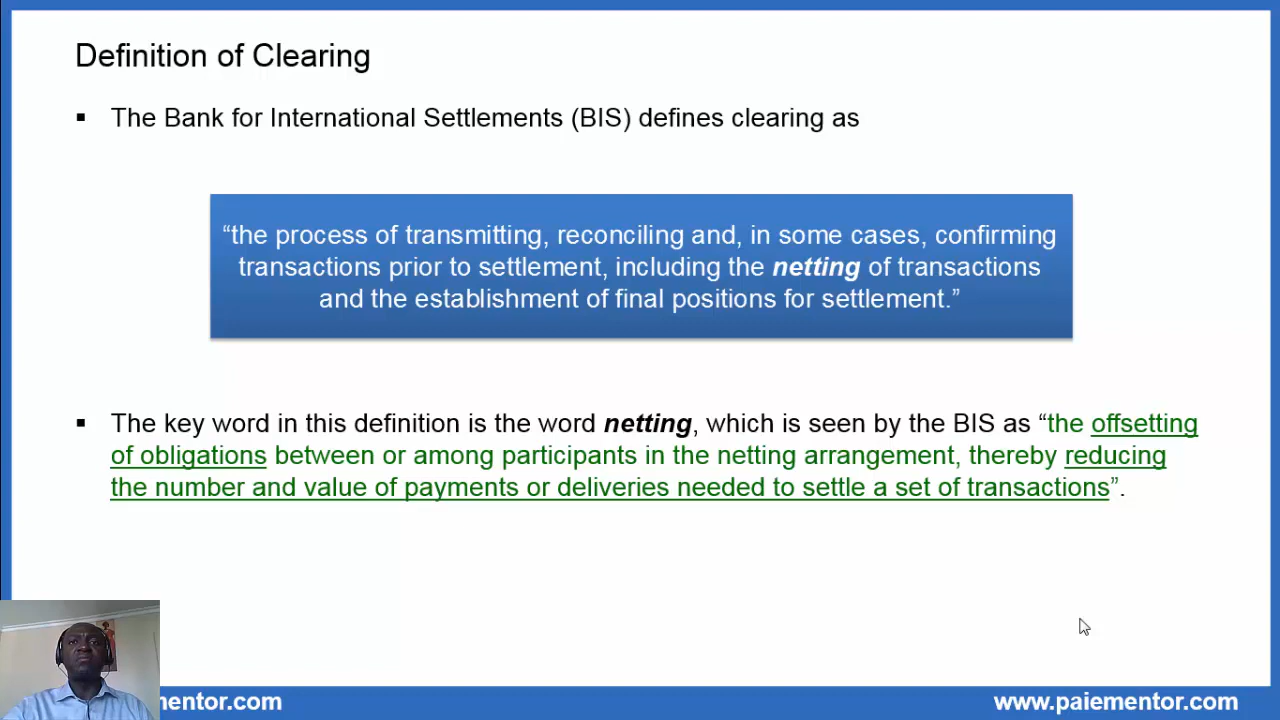 Definition of Clearing
▪ The Bank for International Settlements (BIS) defines clearing as
“the process of transmitting, reconciling and, in some cases, confirming
transactions prior to settlement, including the netting of transactions
and the establishment of final positions for settlement.”
▪ The key word in this definition is the word netting, which is seen by the BIS as “the offsetting
of obligations between or among participants in the netting arrangement, thereby reducing
the number and value of payments or deliveries needed to settle a set of transactions”.
mentor.com
www.paiementor.com